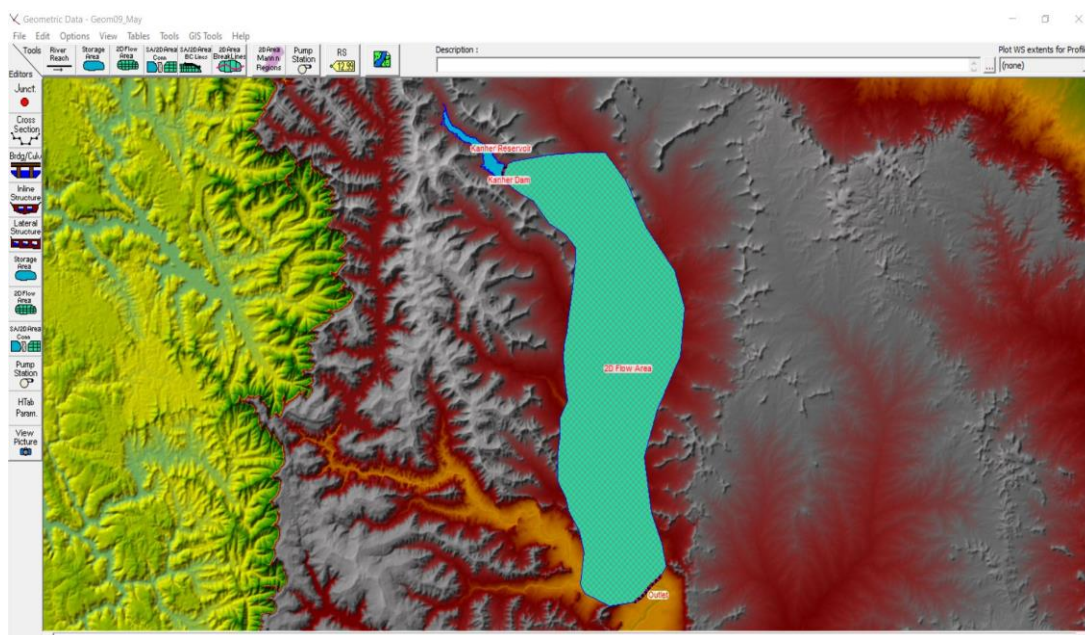 Geometric Data - Geom09_May
File Edit Options View Tables Tools GIS Tools Help
Tools
River
Reach
Storage
Area
2D Flow
Area
SA/2D Area
Conn
SA/2D Area
BC Lines
2D Area
BreakLines
2D Area
Mann n
Regions
Pump
Station
RS
12.99
Description :
...
Plot WS extents for Profil
(none)
Editors
Junct.
Cross
Section
Brdg/Culv
Inline
Structure
Lateral
Structure
Storage
Area
2D Flow
Area
SA/2D Area
Conn
Pump
Station
HTab
Param.
View
Picture
Kanher Reservoir
Kanher Dam
2D Flow Area
Outlet